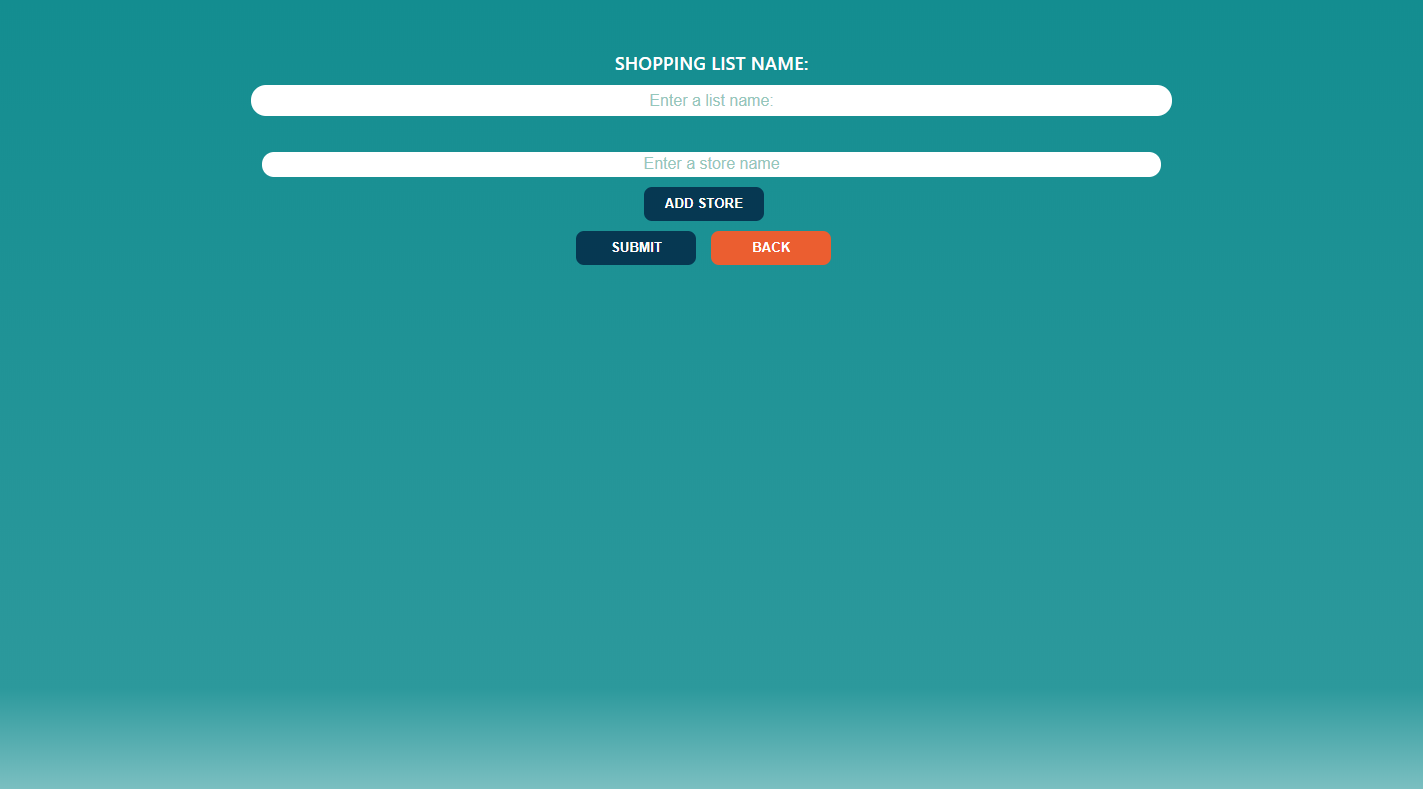 SHOPPING LIST NAME:
Enter a list name:
Enter a store name
ADD STORE
SUBMIT BACK